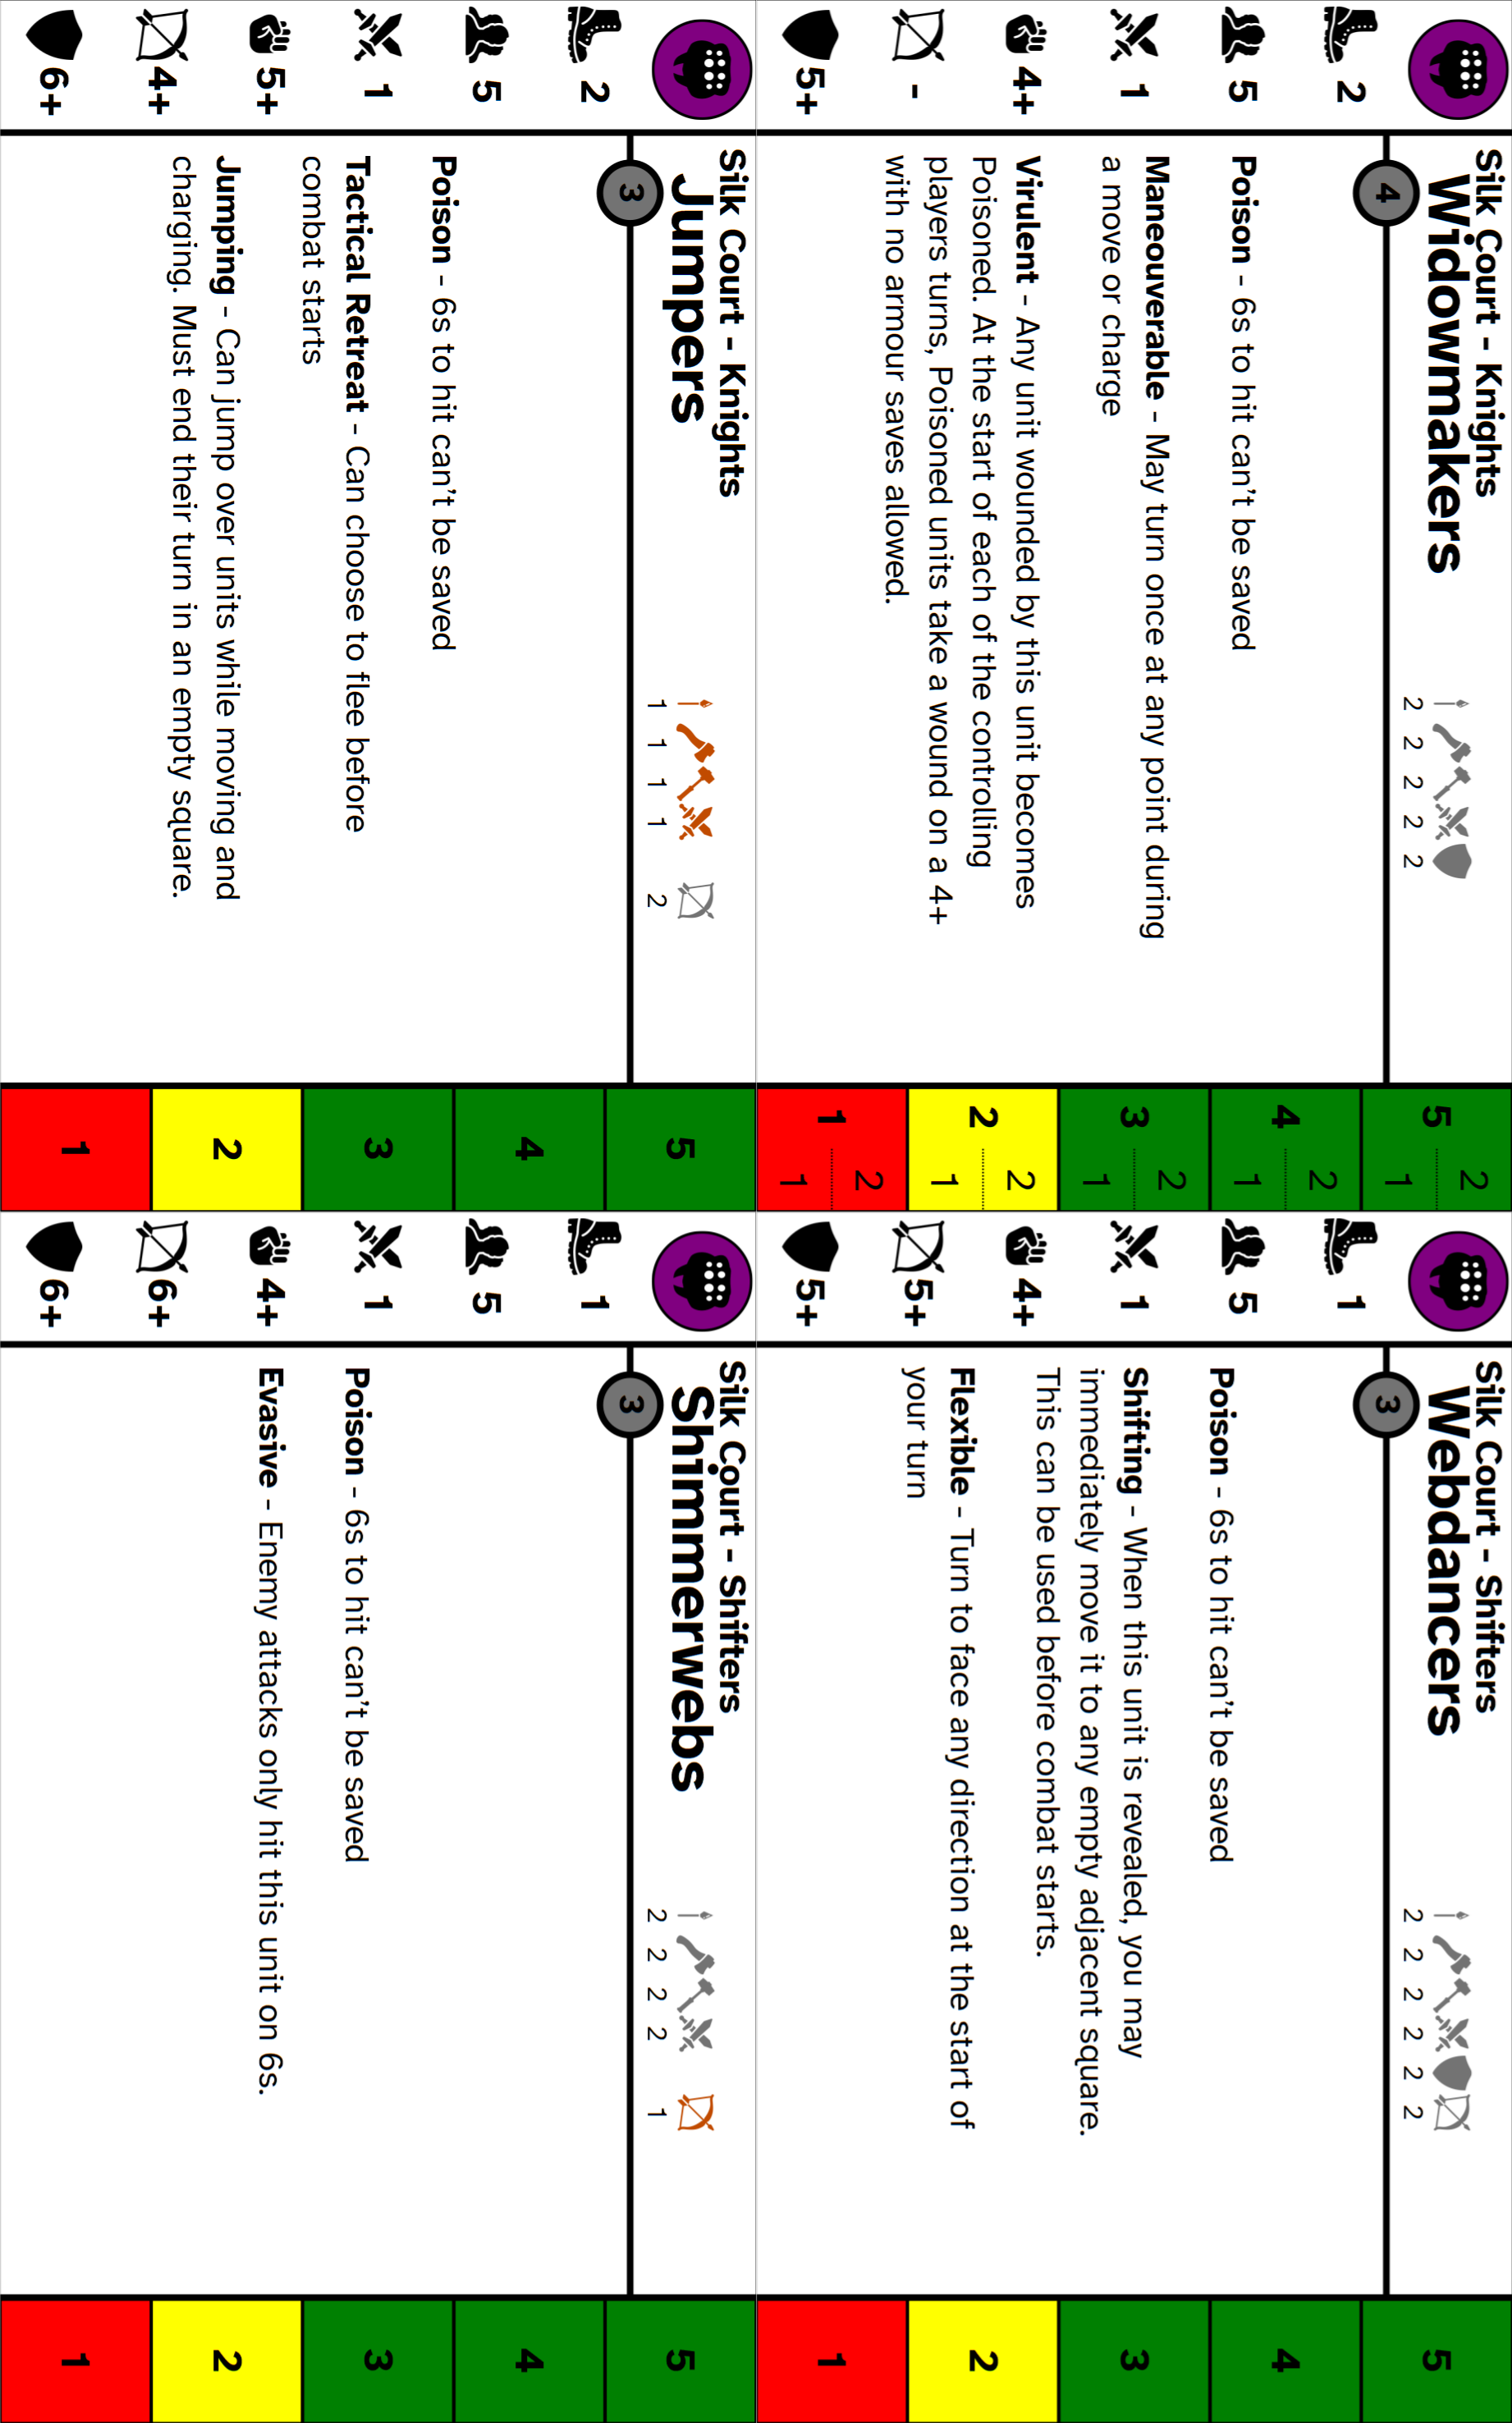 Silk Court - Knights
Widowmakers
2 2 2 2 2
4
2
5
1
4+
-
5+
Poison - 6s to hit can't be saved
Maneouverable - May turn once at any point during
a move or charge
Virulent - Any unit wounded by this unit becomes
Poisoned. At the start of each of the controlling
players turns, Poisoned units take a wound on a 4+
with no armour saves allowed.
5 2 1
4 2 1
3 2 1
2 2 1
1 2 1
Silk Court - Shifters
Webdancers
2 2 2 2 2 2
3
1
5
1
4+
5+
5+
Poison - 6s to hit can't be saved
Shifting - When this unit is revealed, you may
immediately move it to any empty adjacent square.
This can be used before combat starts.
Flexible - Turn to face any direction at the start of
your turn
5
4
3
2
1
Silk Court - Knights
Jumpers
1 1 1 1 2
3
2
5
1
5+
4+
6+
Poison - 6s to hit can't be saved
Tactical Retreat - Can choose to flee before
combat starts
Jumping - Can jump over units while moving and
charging. Must end their turn in an empty square.
5
4
3
2
1
Silk Court - Shifters
Shimmerwebs
2 2 2 2 1
3
1
5
1
4+
6+
6+
Poison - 6s to hit can't be saved
Evasive - Enemy attacks only hit this unit on 6s.
5
4
3
2
1